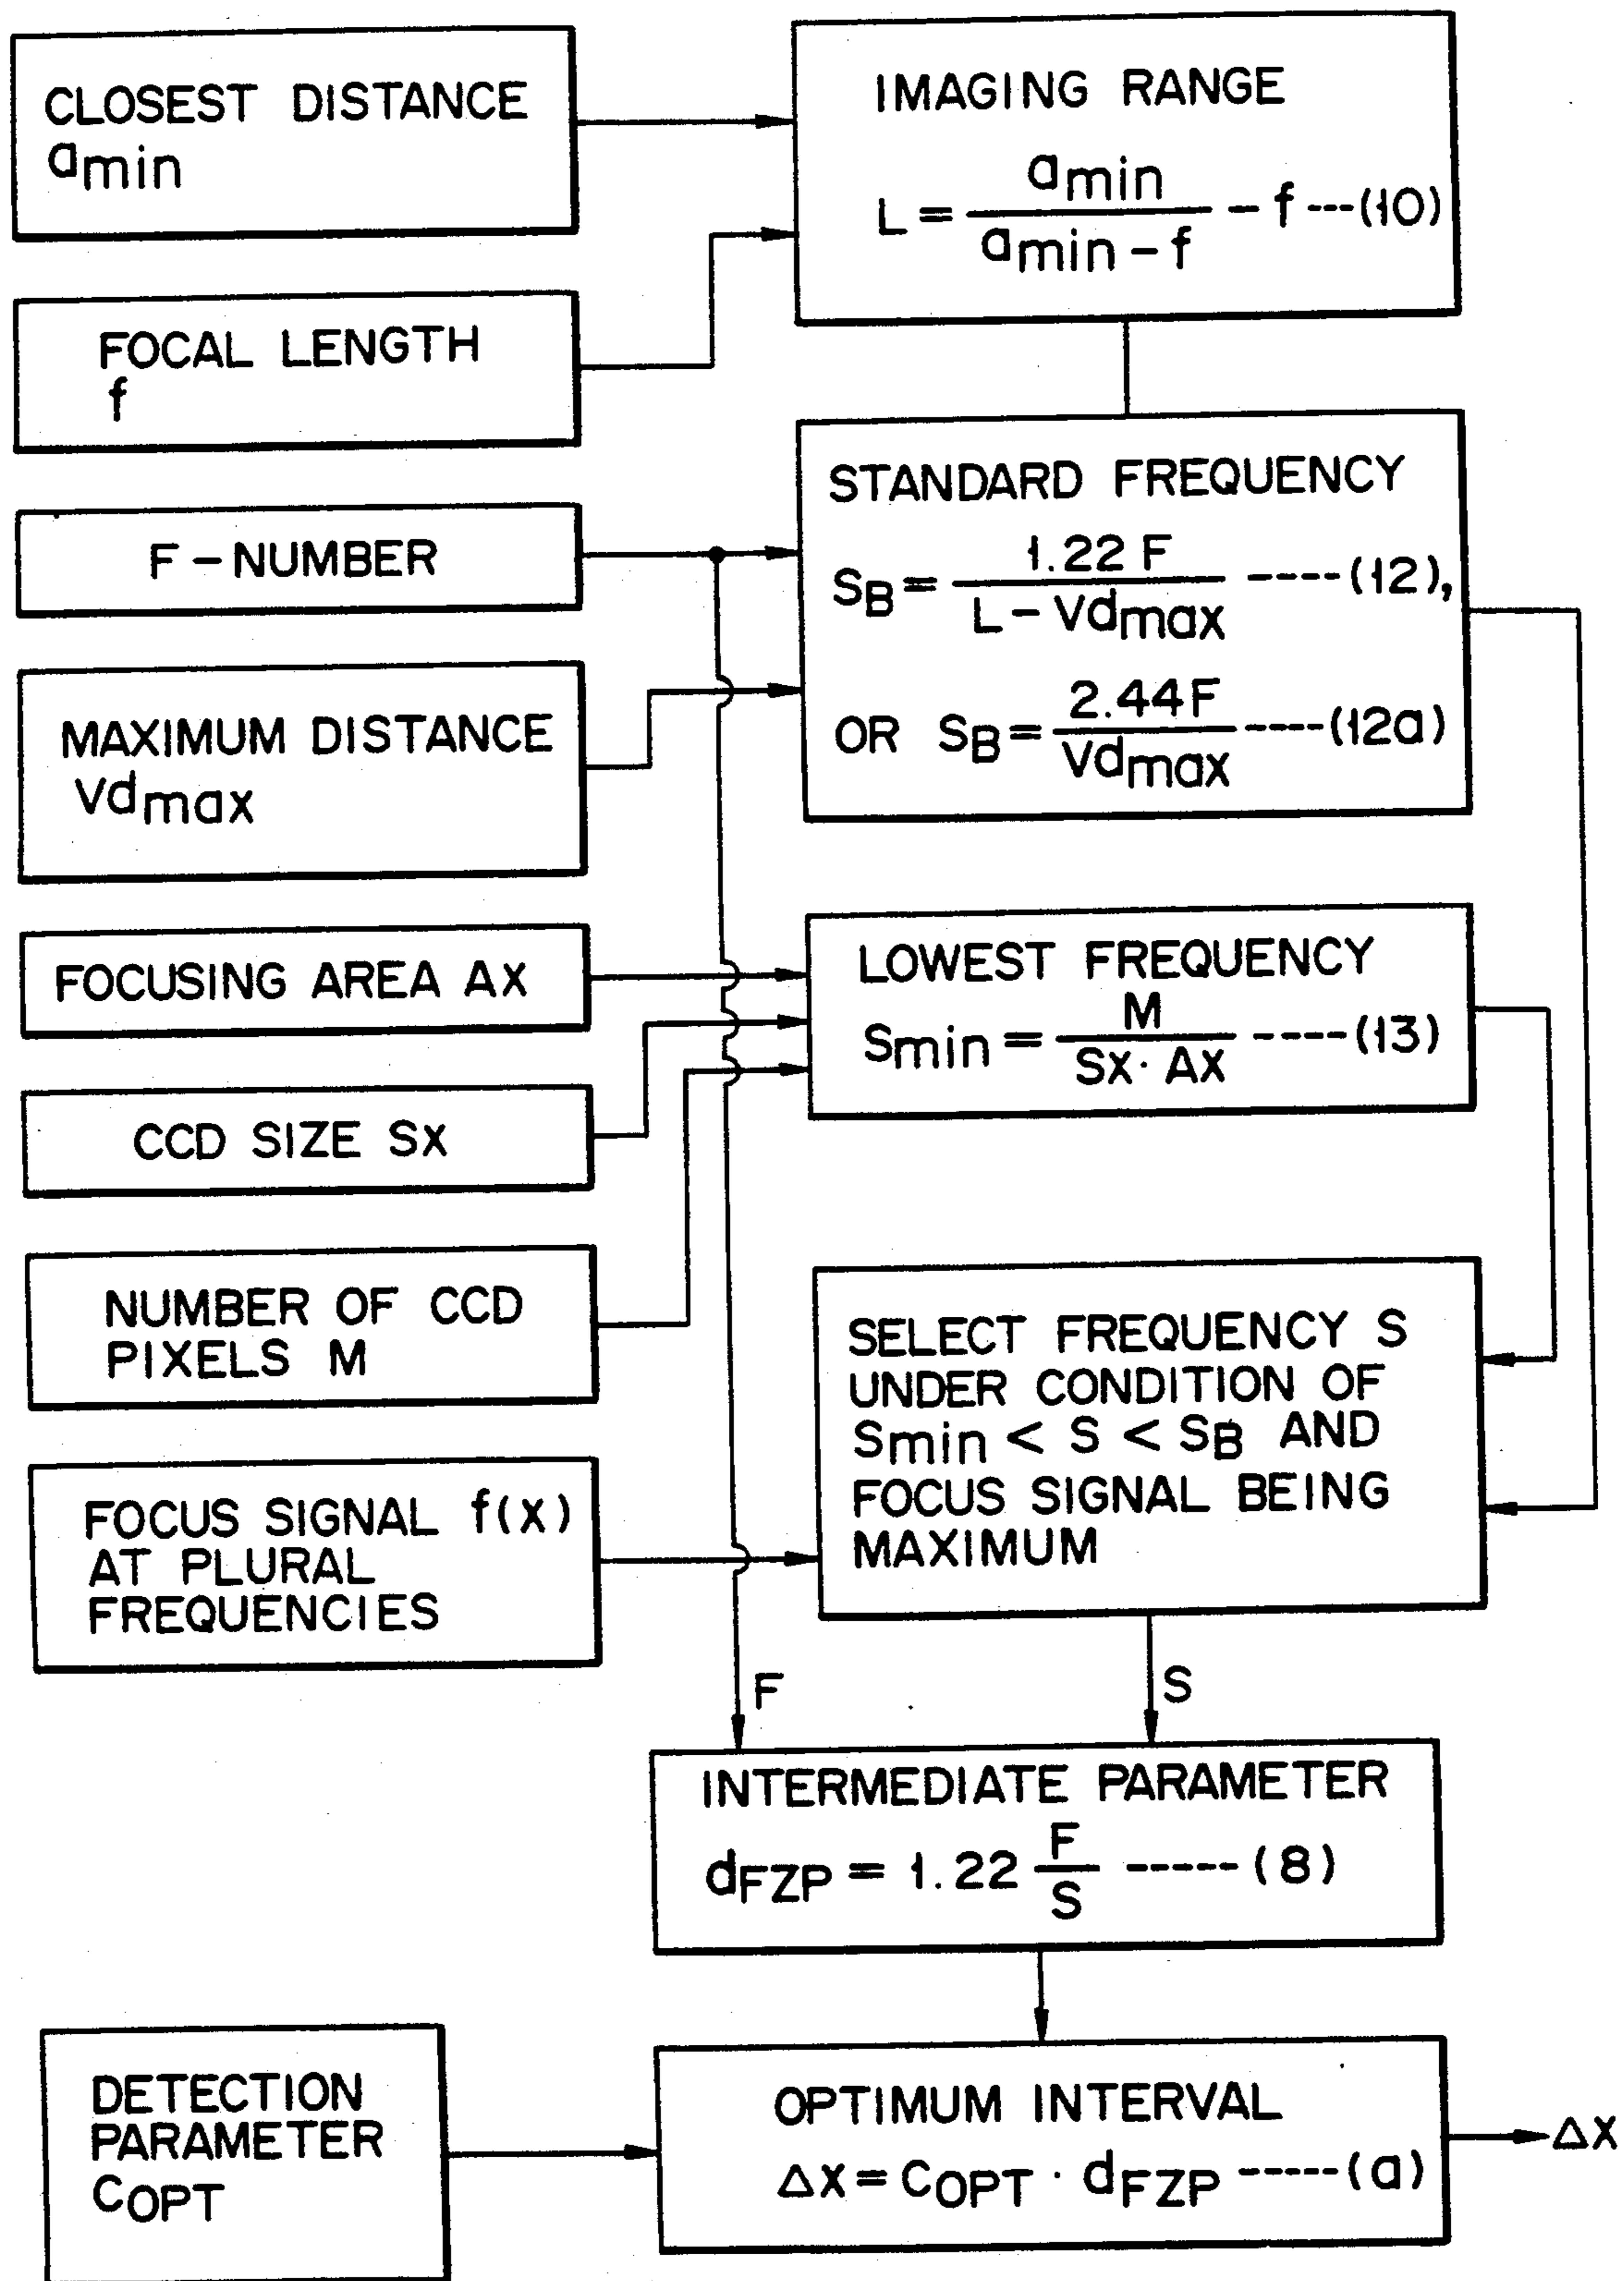 CLOSEST DISTANCE
amin
IMAGING RANGE
L = amin / (amin - f) - f ---(10)
FOCAL LENGTH
f
F - NUMBER
STANDARD FREQUENCY
SB = 1.22 F / (L - Vdmax) ----(12),
OR SB = 2.44F / Vdmax ----(12a)
MAXIMUM DISTANCE
Vdmax
FOCUSING AREA AX
LOWEST FREQUENCY
Smin = M / (SX · AX) ----(13)
CCD SIZE SX
NUMBER OF CCD
PIXELS M
SELECT FREQUENCY S
UNDER CONDITION OF
Smin < S < SB AND
FOCUS SIGNAL BEING
MAXIMUM
FOCUS SIGNAL f(x)
AT PLURAL
FREQUENCIES
F
S
INTERMEDIATE PARAMETER
dFZP = 1.22 F / S -----(8)
DETECTION
PARAMETER
COPT
OPTIMUM INTERVAL
ΔX = COPT · dFZP -----(a)
ΔX